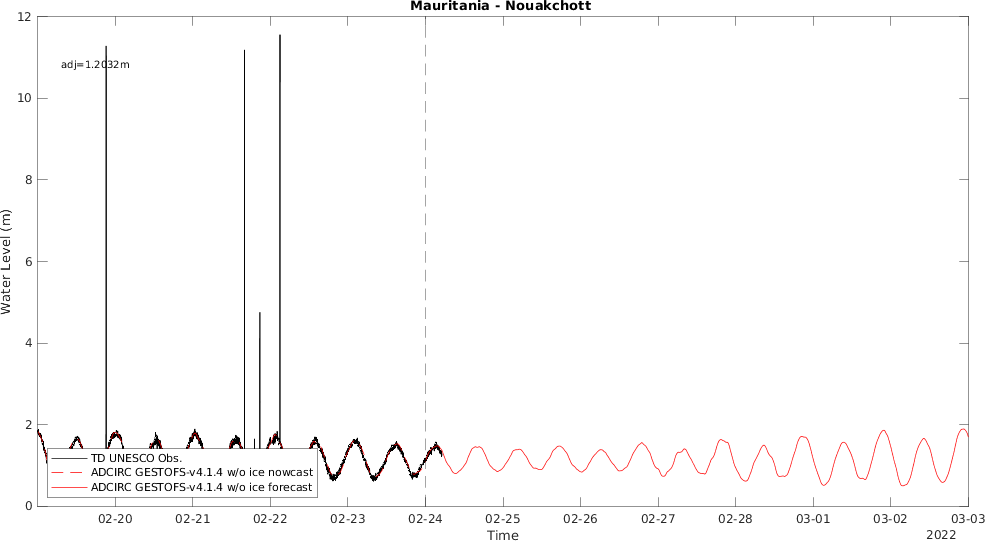 Mauritania - Nouakchott
12
10
8
6
4
2
0
Water Level (m)
adj=1.2032m
TD UNESCO Obs.
ADCIRC GESTOFS-v4.1.4 w/o ice nowcast
ADCIRC GESTOFS-v4.1.4 w/o ice forecast
02-20 02-21 02-22 02-23 02-24 02-25 02-26 02-27 02-28 03-01 03-02 03-03
Time
2022